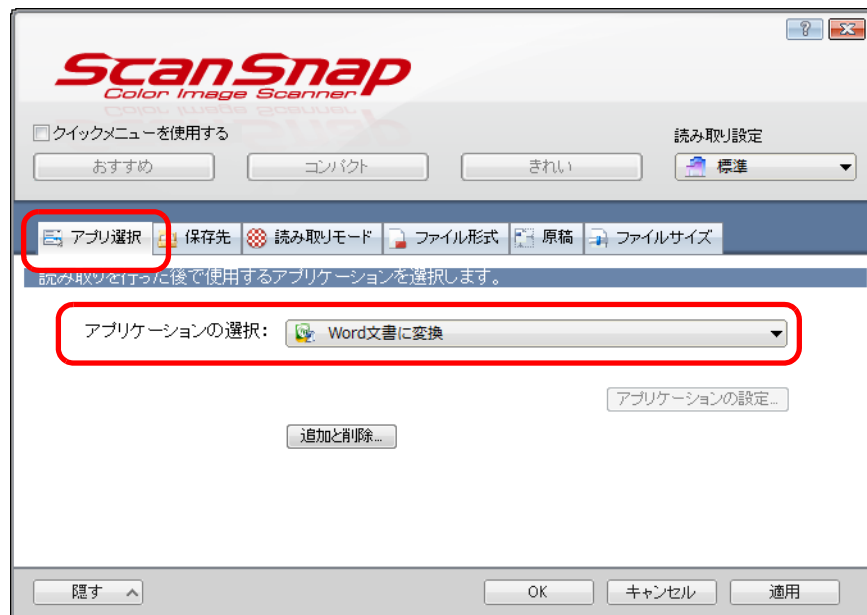 ScanSnap
Color Image Scanner
クイックメニューを使用する
読み取り設定
おすすめ コンパクト きれい 標準
アプリ選択 保存先 読み取りモード ファイル形式 原稿 ファイルサイズ
読み取りを行った後で使用するアプリケーションを選択します。
アプリケーションの選択: Word文書に変換
アプリケーションの設定...
追加と削除...
隠す OK キャンセル 適用